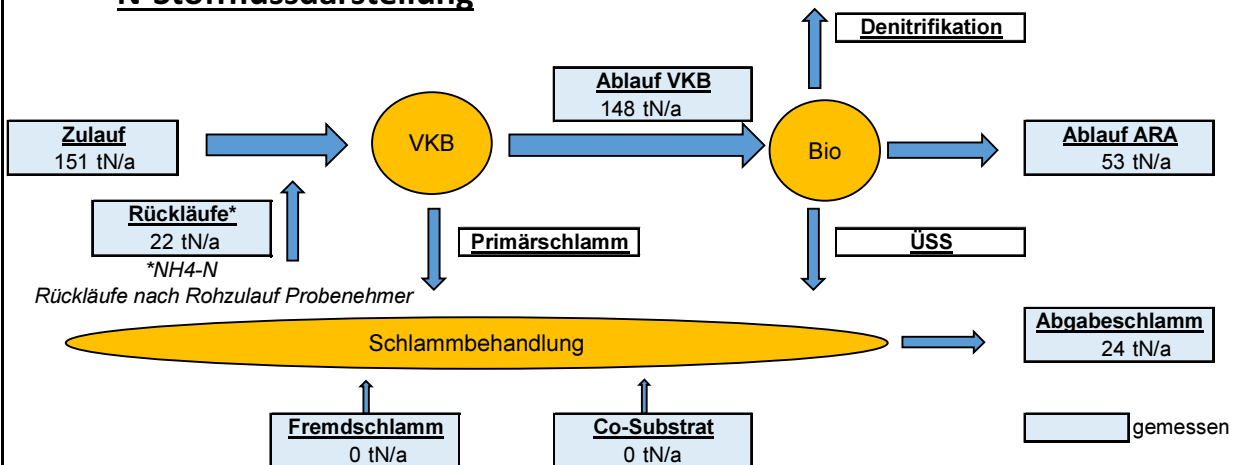 N-Stoffflussdarstellung
Denitrifikation
Ablauf VKB
148 tN/a
Zulauf
151 tN/a
VKB
Bio
Ablauf ARA
53 tN/a
Rückläufe*
22 tN/a
*NH4-N
Rückläufe nach Rohzulauf Probenehmer
Primärschlamm
ÜSS
Schlammbehandlung
Abgabeschlamm
24 tN/a
Fremdschlamm
0 tN/a
Co-Substrat
0 tN/a
gemessen